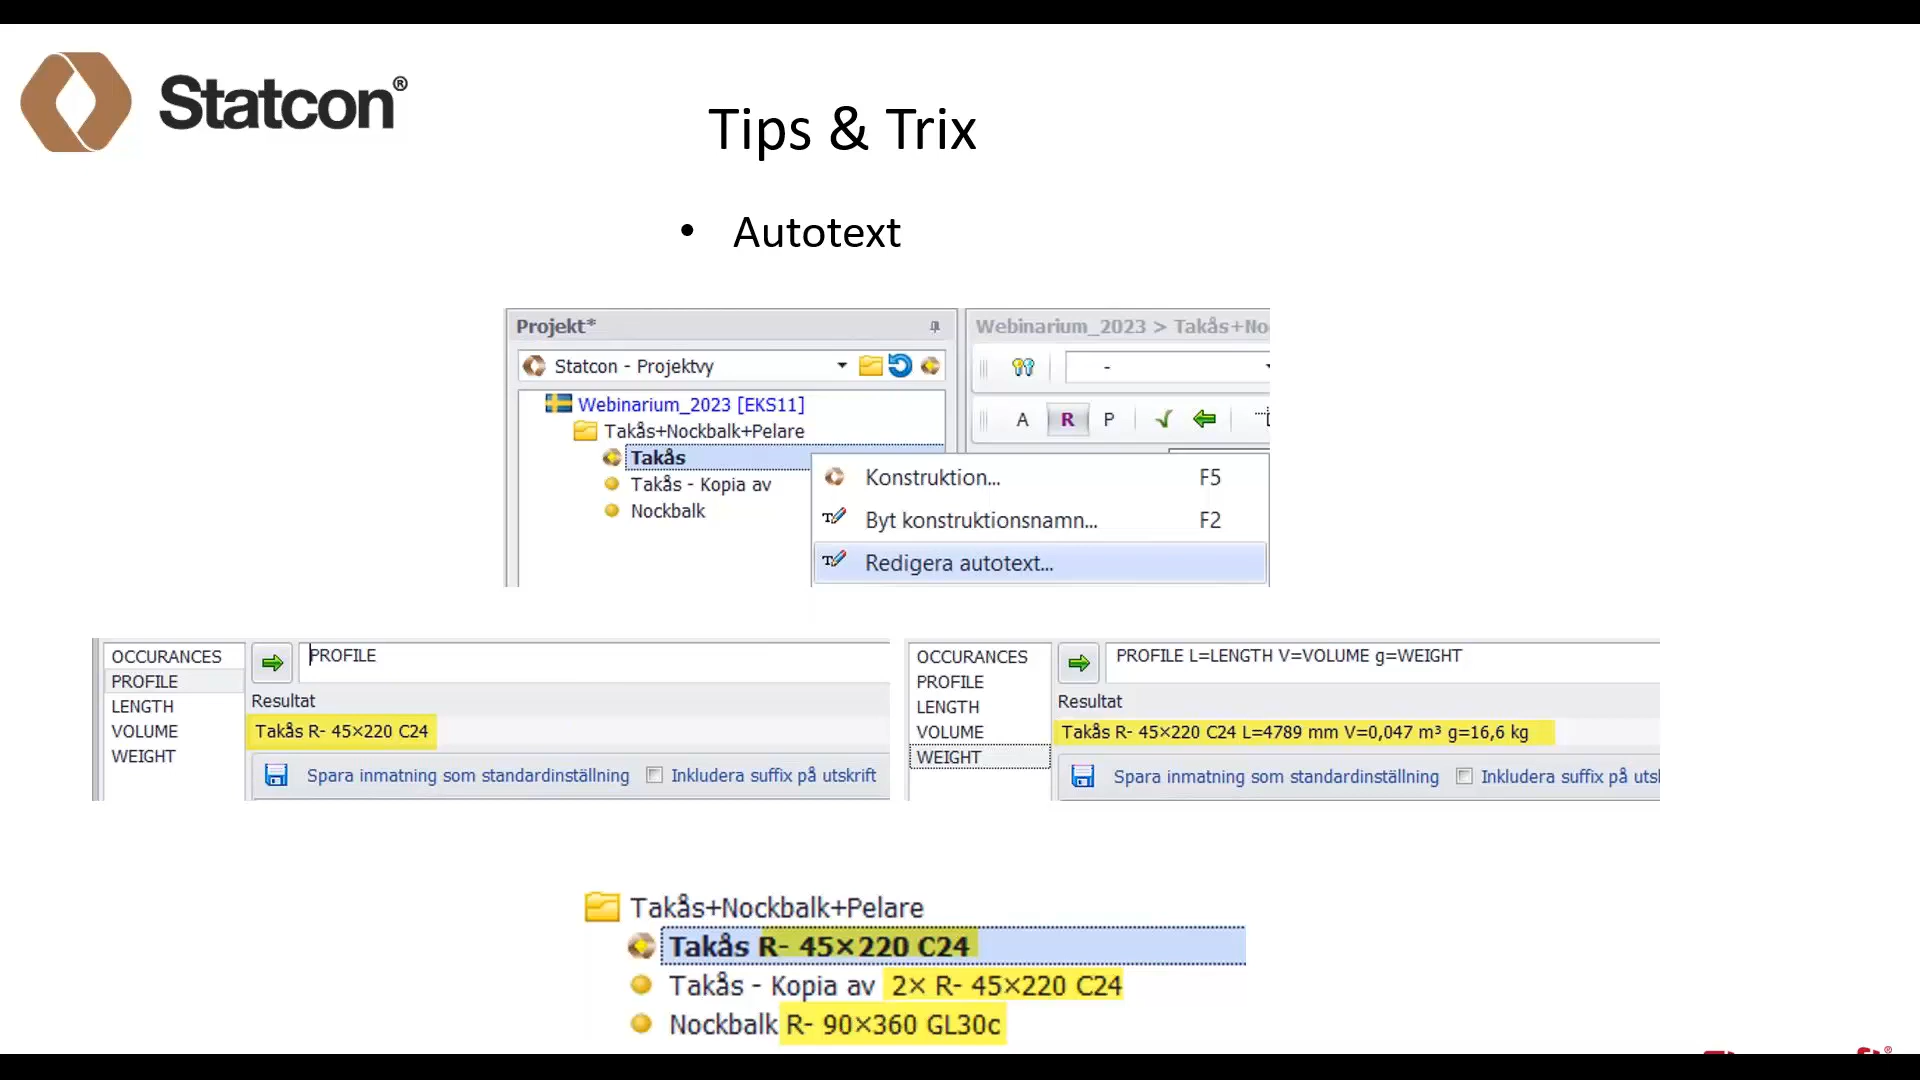 Statcon®
Tips & Trix
• Autotext
Projekt*
Statcon - Projektvy
Webinarium_2023 [EKS11]
Takås+Nockbalk+Pelare
Takås
Takås - Kopia av
Nockbalk
Webinarium_2023 > Takås+No
-
A R P
Konstruktion... F5
Byt konstruktionsnamn... F2
Redigera autotext...
OCCURANCES
PROFILE
LENGTH
VOLUME
WEIGHT
PROFILE
Resultat
Takås R- 45×220 C24
Spara inmatning som standardinställning Inkludera suffix på utskrift
OCCURANCES
PROFILE
LENGTH
VOLUME
WEIGHT
PROFILE L=LENGTH V=VOLUME g=WEIGHT
Resultat
Takås R- 45×220 C24 L=4789 mm V=0,047 m³ g=16,6 kg
Spara inmatning som standardinställning Inkludera suffix på utsk
Takås+Nockbalk+Pelare
Takås R- 45×220 C24
Takås - Kopia av 2× R- 45×220 C24
Nockbalk R- 90×360 GL30c